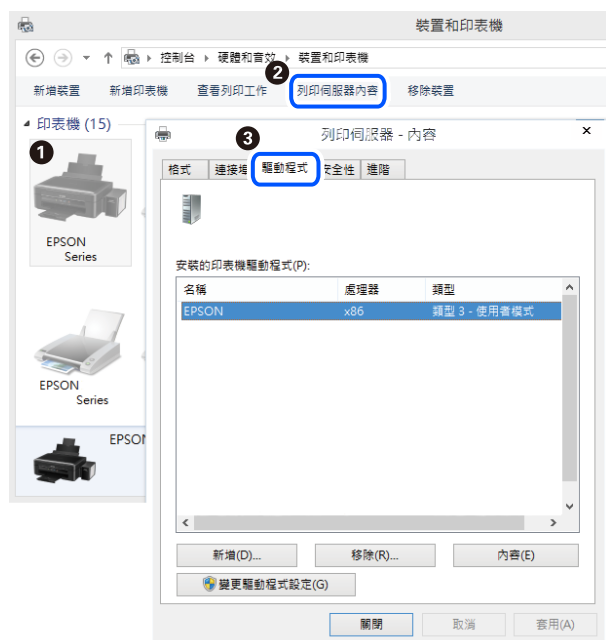 裝置和印表機
控制台 ▸ 硬體和音效 ▸ 裝置和印表機
2
新增裝置 新增印表機 查看列印工作 列印伺服器內容 移除裝置
印表機 (15)
1
EPSON
Series
EPSON
Series
EPSON
3
列印伺服器 - 內容
格式 連接埠 驅動程式 安全性 進階
安裝的印表機驅動程式(P):
名稱 處理器 類型
EPSON x86 類型 3 - 使用者模式
新增(D)... 移除(R)... 內容(E)
變更驅動程式設定(G)
關閉 取消 套用(A)